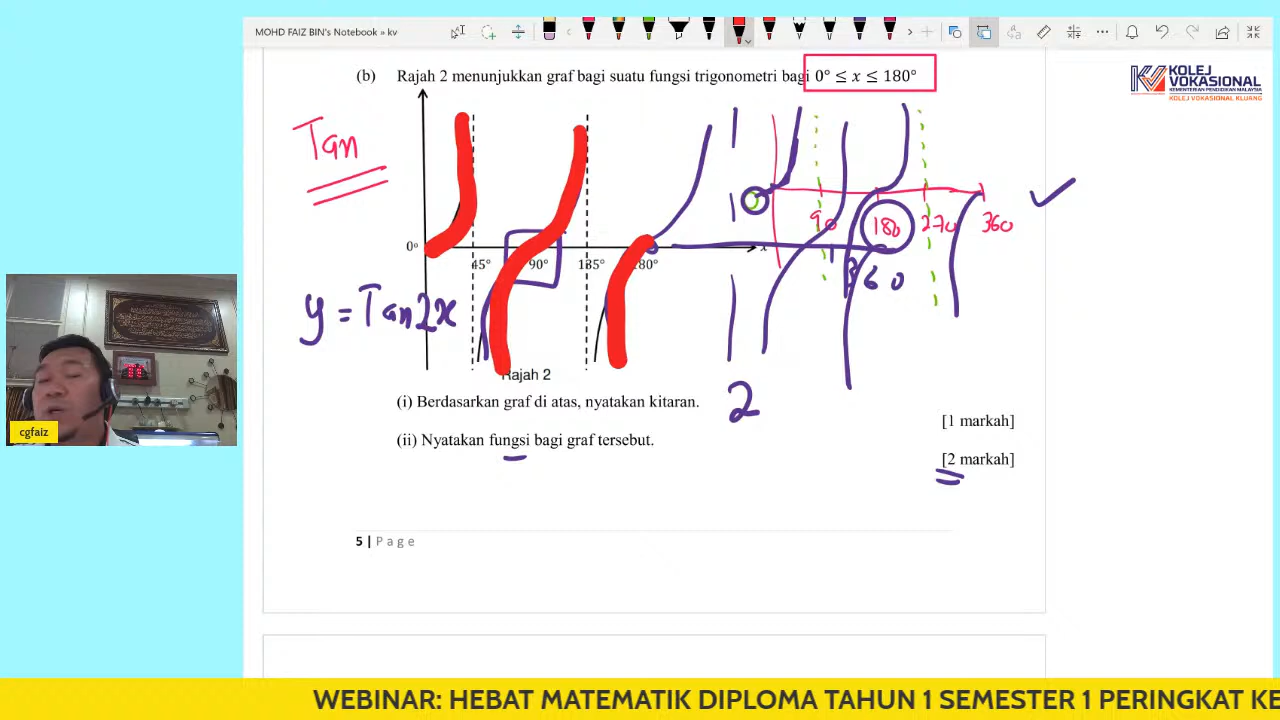 MOHD FAIZ BIN's Notebook » kv
(b) Rajah 2 menunjukkan graf bagi suatu fungsi trigonometri bagi 0° ≤ x ≤ 180°
KOLEJ
VOKASIONAL
KEMENTERIAN PENDIDIKAN MALAYSIA
KOLEJ VOKASIONAL KLUANG
Tan
90 180 270 360
0° 45° 90° 135° 180° x
360
y = Tan 2x
Rajah 2
(i) Berdasarkan graf di atas, nyatakan kitaran. 2
[1 markah]
(ii) Nyatakan fungsi bagi graf tersebut.
[2 markah]
cgfaiz
5 | Page
WEBINAR: HEBAT MATEMATIK DIPLOMA TAHUN 1 SEMESTER 1 PERINGKAT KE